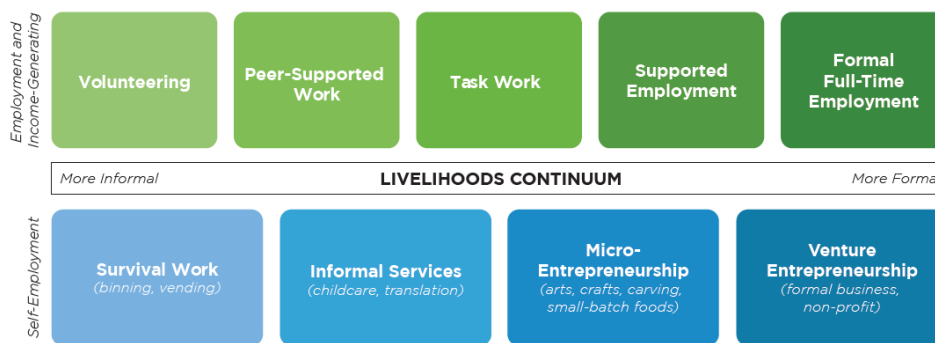 Employment and
Income-Generating
Volunteering
Peer-Supported
Work
Task Work
Supported
Employment
Formal
Full-Time
Employment
More Informal
LIVELIHOODS CONTINUUM
More Forma
Self-Employment
Survival Work
(binning, vending)
Informal Services
(childcare, translation)
Micro-
Entrepreneurship
(arts, crafts, carving,
small-batch foods)
Venture
Entrepreneurship
(formal business,
non-profit)